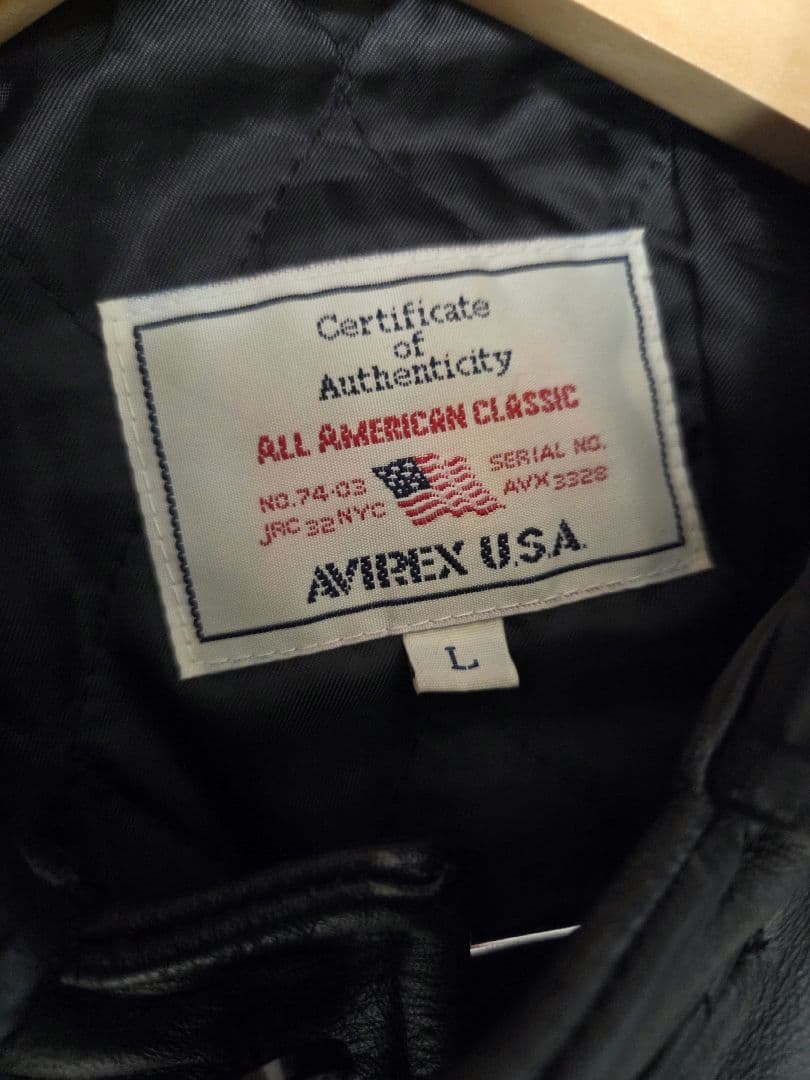 Certificate
of
Authenticity
ALL AMERICAN CLASSIC
NO.74-03
JRC 32 NYC
SERIAL NO.
AVX 3328
AVIREX U.S.A.
L